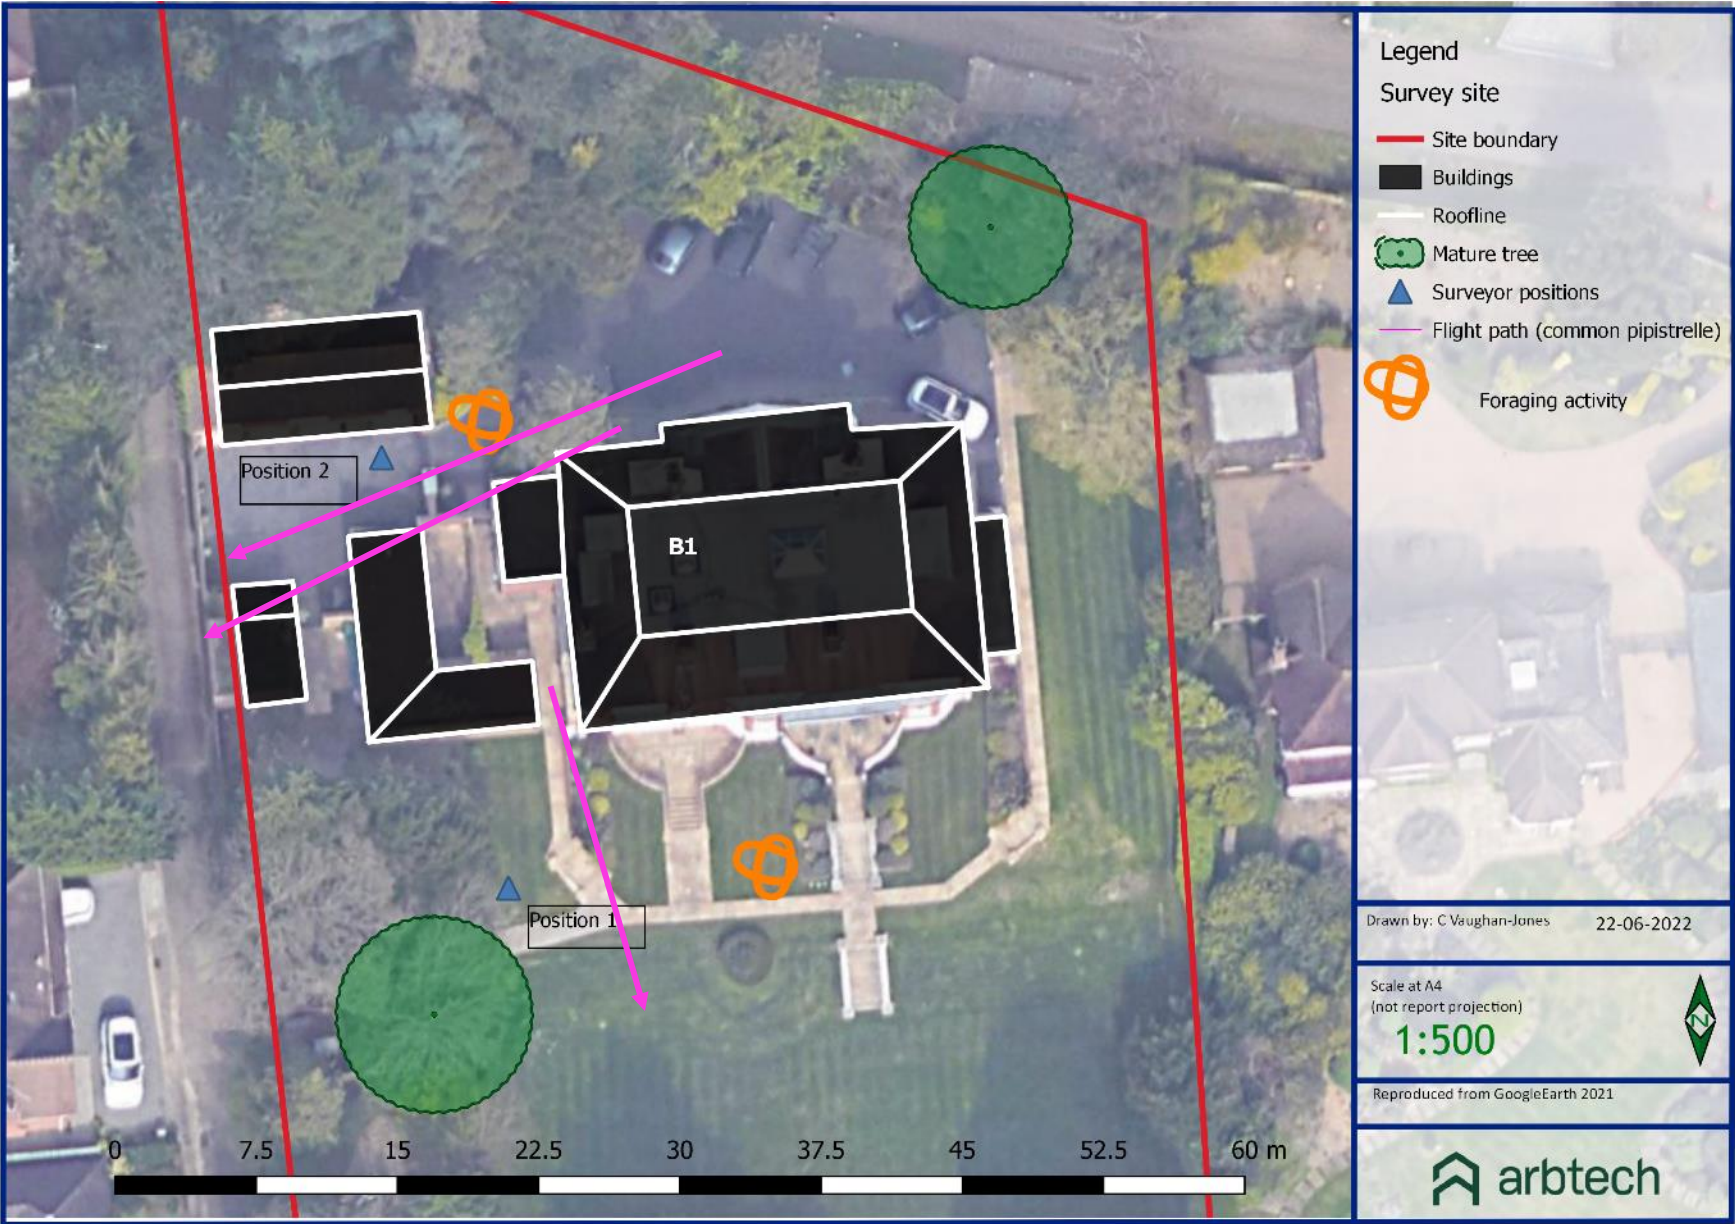 Legend
Survey site
Site boundary
Buildings
Roofline
Mature tree
Surveyor positions
Flight path (common pipistrelle)
Foraging activity
Position 2
B1
Position 1
0 7.5 15 22.5 30 37.5 45 52.5 60 m
Drawn by: C Vaughan-Jones 22-06-2022
Scale at A4
(not report projection)
1:500
N
Reproduced from GoogleEarth 2021
arbtech